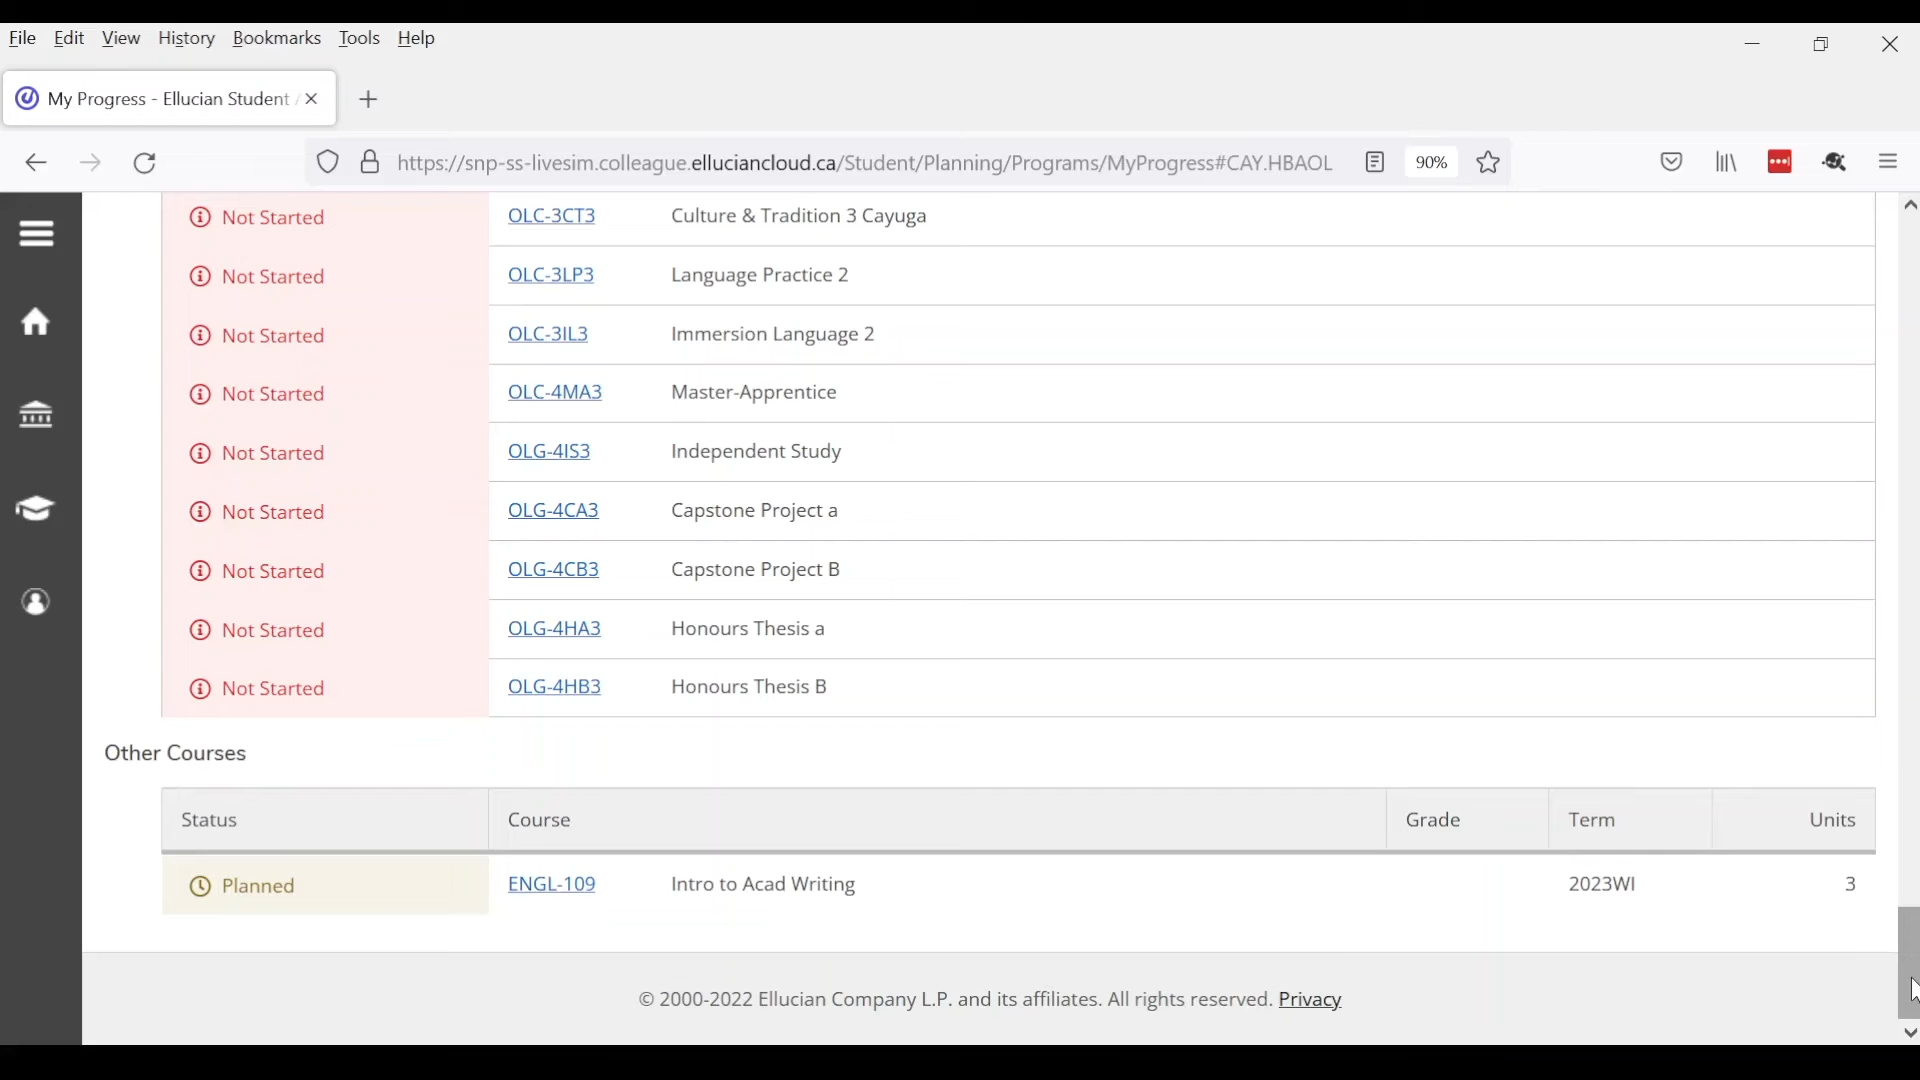 File Edit View History Bookmarks Tools Help
My Progress - Ellucian Student
https://snp-ss-livesim.colleague.elluciancloud.ca/Student/Planning/Programs/MyProgress#CAY.HBAOL 90%
Not Started OLC-3CT3 Culture & Tradition 3 Cayuga
Not Started OLC-3LP3 Language Practice 2
Not Started OLC-3IL3 Immersion Language 2
Not Started OLC-4MA3 Master-Apprentice
Not Started OLG-4IS3 Independent Study
Not Started OLG-4CA3 Capstone Project a
Not Started OLG-4CB3 Capstone Project B
Not Started OLG-4HA3 Honours Thesis a
Not Started OLG-4HB3 Honours Thesis B
Other Courses
Status Course Grade Term Units
Planned ENGL-109 Intro to Acad Writing 2023WI 3
© 2000-2022 Ellucian Company L.P. and its affiliates. All rights reserved. Privacy